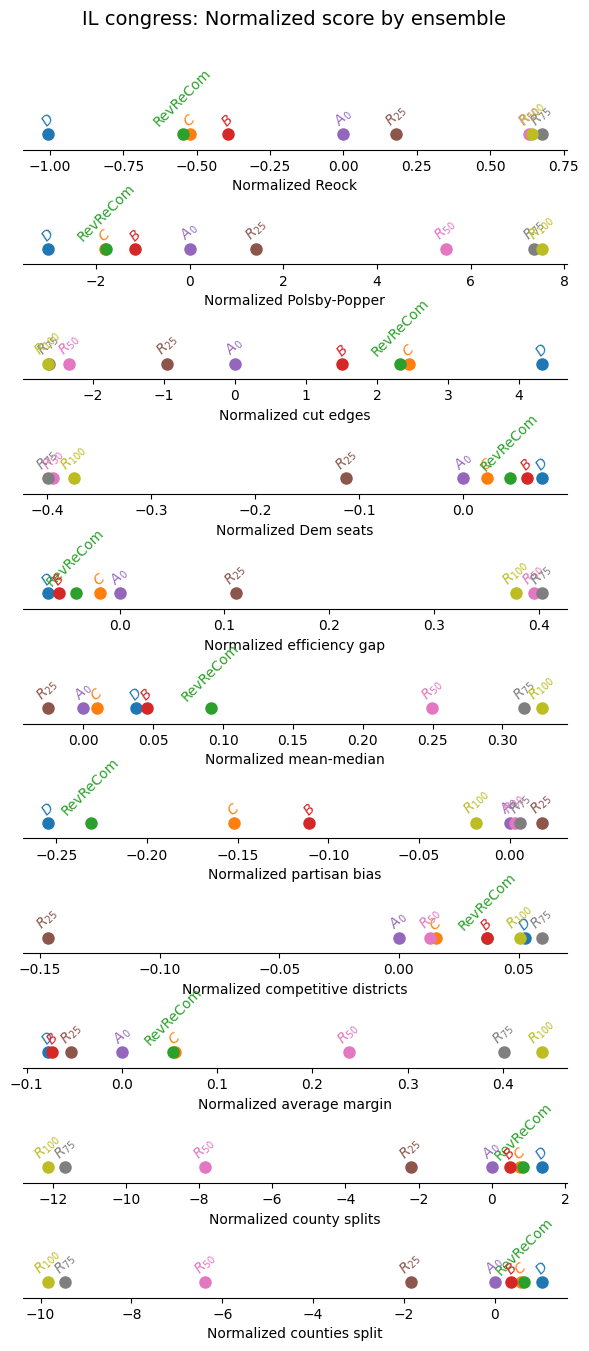 IL congress: Normalized score by ensemble
D RevReCom C B A0 R25 R50 R100 R75
−1.00 −0.75 −0.50 −0.25 0.00 0.25 0.50 0.75
Normalized Reock
D RevReCom C B A0 R25 R50 R75 R100
−2 0 2 4 6 8
Normalized Polsby-Popper
R100 R75 R50 R25 A0 B RevReCom C D
−2 −1 0 1 2 3 4
Normalized cut edges
R75 R50 R100 R25 A0 C RevReCom B D
−0.4 −0.3 −0.2 −0.1 0.0
Normalized Dem seats
D B RevReCom C A0 R25 R100 R50 R75
0.0 0.1 0.2 0.3 0.4
Normalized efficiency gap
R25 A0 C D B RevReCom R50 R75 R100
0.00 0.05 0.10 0.15 0.20 0.25 0.30
Normalized mean-median
D RevReCom C B R100 A0 R50 R75 R25
−0.25 −0.20 −0.15 −0.10 −0.05 0.00
Normalized partisan bias
R25 A0 R50 C RevReCom B R100 D R75
−0.15 −0.10 −0.05 0.00 0.05
Normalized competitive districts
D B R25 A0 RevReCom C R50 R75 R100
−0.1 0.0 0.1 0.2 0.3 0.4
Normalized average margin
R100 R75 R50 R25 A0 B C RevReCom D
−12 −10 −8 −6 −4 −2 0 2
Normalized county splits
R100 R75 R50 R25 A0 B C RevReCom D
−10 −8 −6 −4 −2 0
Normalized counties split